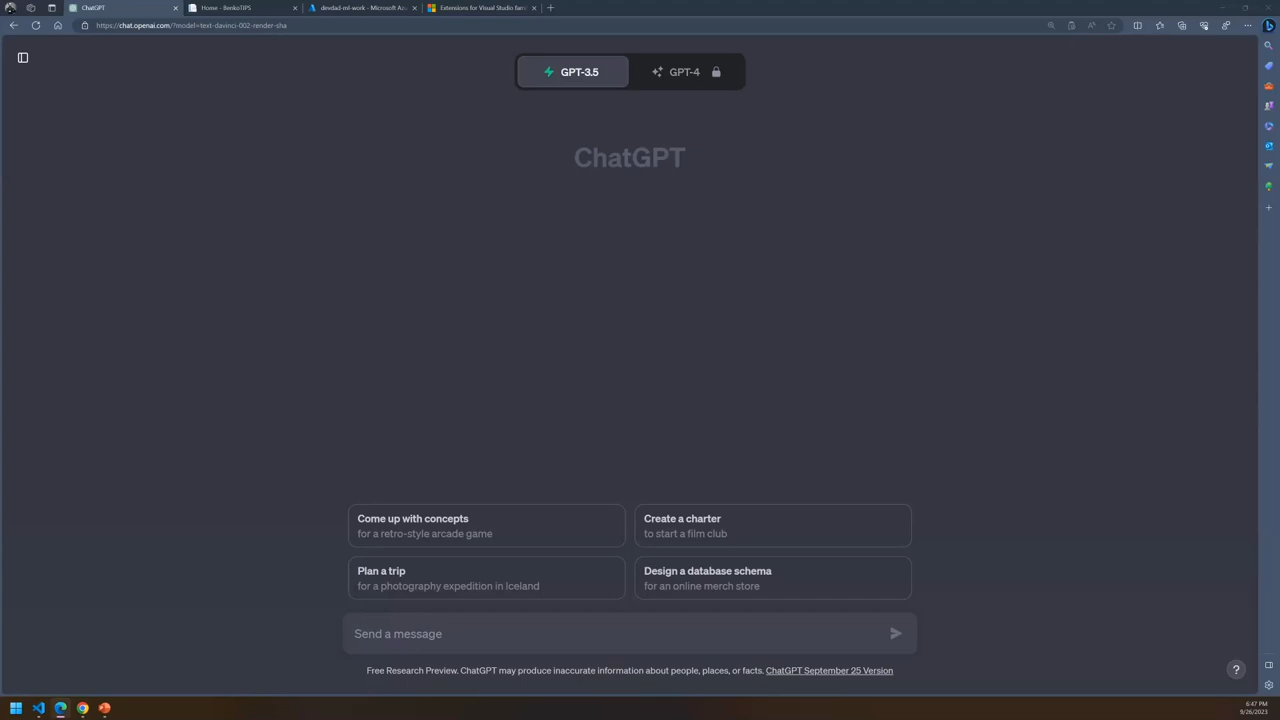 ChatGPT
Home - BenkoTIPS
devdad-ml-work - Microsoft Azu
Extensions for Visual Studio fam
https://chat.openai.com/?model=text-davinci-002-render-sha
GPT-3.5
GPT-4
ChatGPT
Come up with concepts
for a retro-style arcade game
Create a charter
to start a film club
Plan a trip
for a photography expedition in Iceland
Design a database schema
for an online merch store
Send a message
Free Research Preview. ChatGPT may produce inaccurate information about people, places, or facts. ChatGPT September 25 Version
?
6:47 PM
9/26/2023